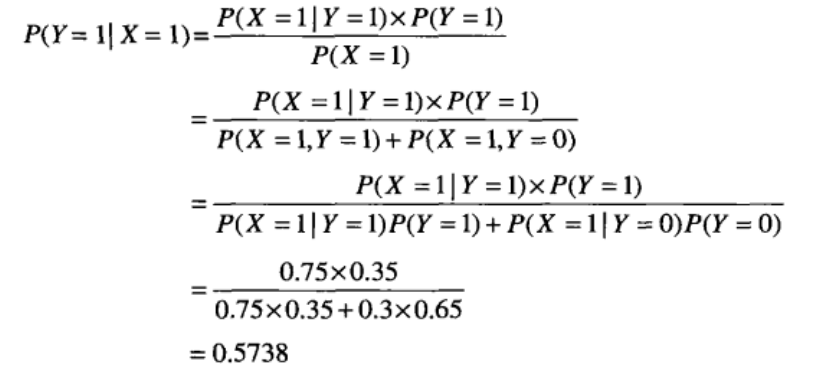 P(Y = 1| X = 1)= P(X = 1| Y = 1)× P(Y = 1) / P(X = 1)
= P(X = 1| Y = 1)× P(Y = 1) / P(X = 1, Y = 1) + P(X = 1, Y = 0)
= P(X = 1| Y = 1)× P(Y = 1) / P(X = 1| Y = 1)P(Y = 1) + P(X = 1| Y = 0)P(Y = 0)
= 0.75×0.35 / 0.75×0.35+0.3×0.65
= 0.5738